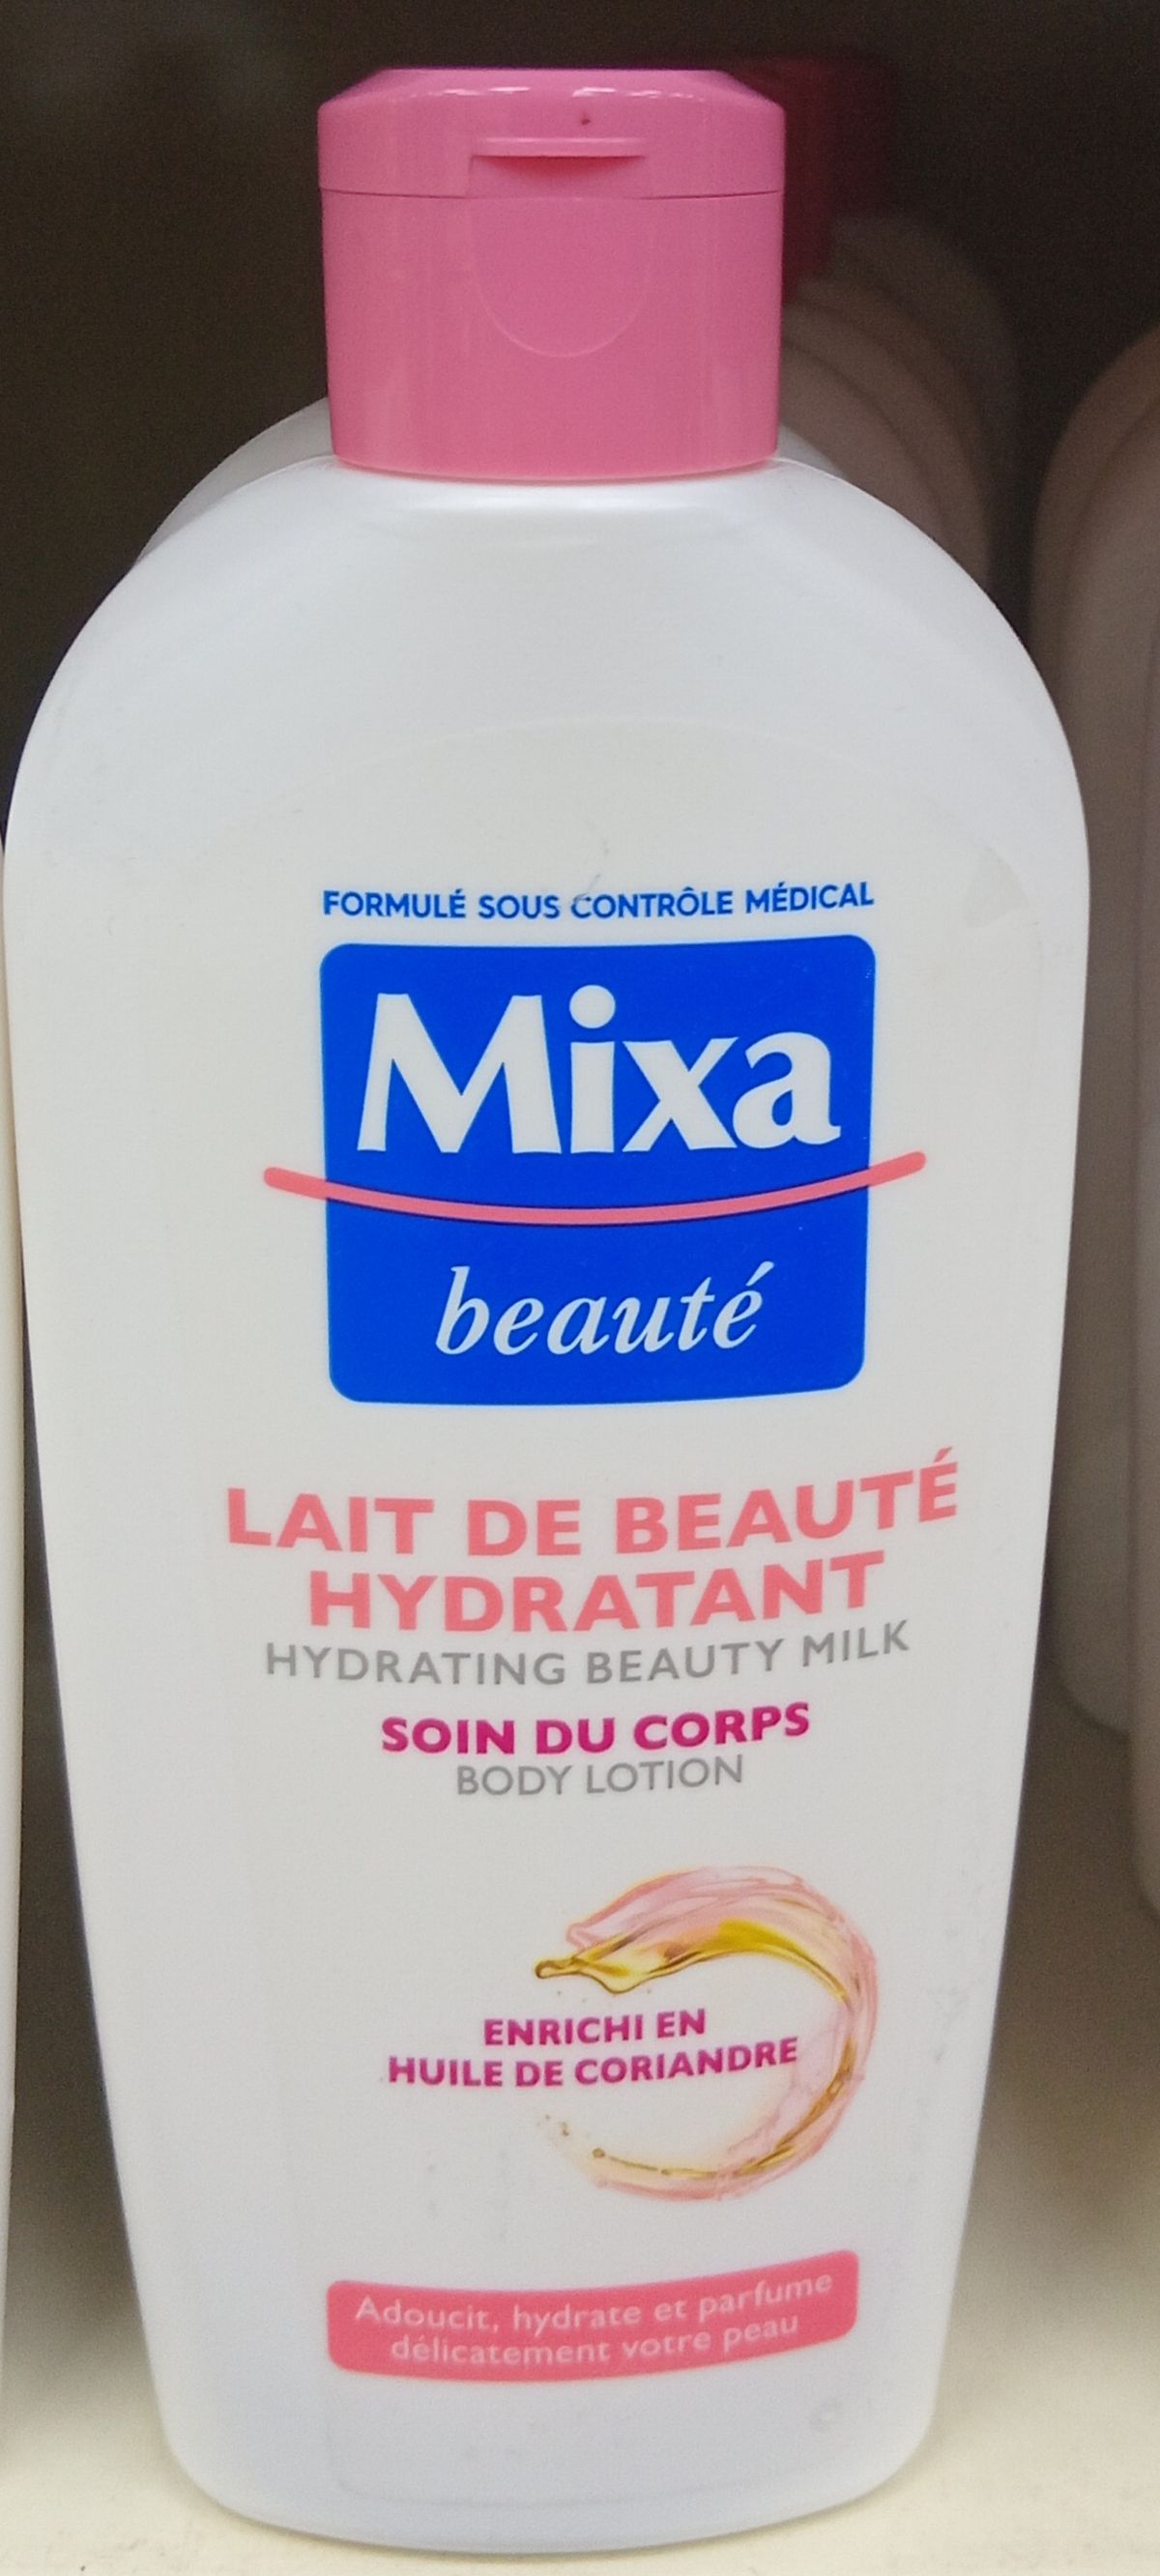 FORMULÉ SOUS CONTRÔLE MÉDICAL
Mixa
beauté
LAIT DE BEAUTÉ
HYDRATANT
HYDRATING BEAUTY MILK
SOIN DU CORPS
BODY LOTION
ENRICHI EN
HUILE DE CORIANDRE
Adoucit, hydrate et parfume
délicatement votre peau